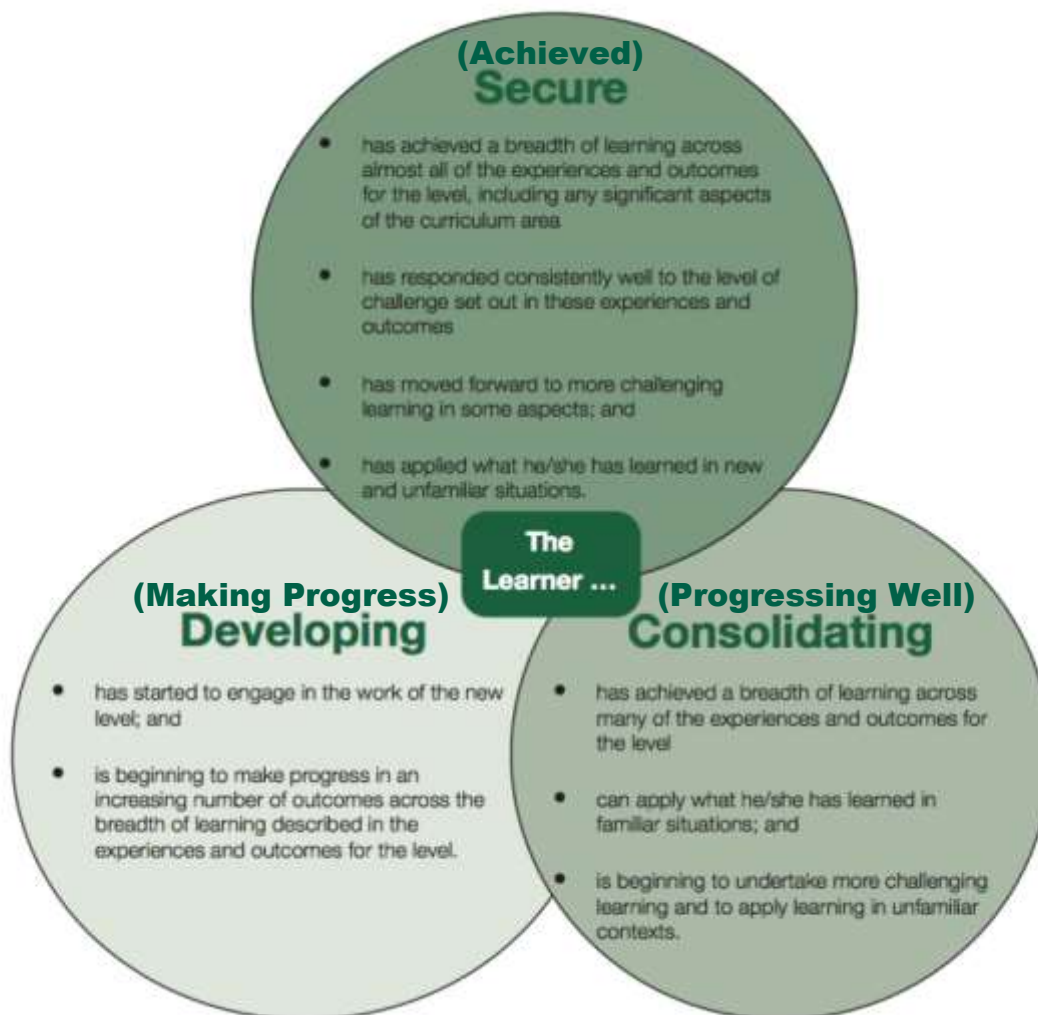 (Achieved)
Secure
• has achieved a breadth of learning across
almost all of the experiences and outcomes
for the level, including any significant aspects
of the curriculum area
• has responded consistently well to the level of
challenge set out in these experiences and
outcomes
• has moved forward to more challenging
learning in some aspects; and
• has applied what he/she has learned in new
and unfamiliar situations.
The
Learner ...
(Making Progress)
Developing
• has started to engage in the work of the new
level; and
• is beginning to make progress in an
increasing number of outcomes across the
breadth of learning described in the
experiences and outcomes for the level.
(Progressing Well)
Consolidating
• has achieved a breadth of learning across
many of the experiences and outcomes for
the level
• can apply what he/she has learned in
familiar situations; and
• is beginning to undertake more challenging
learning and to apply learning in unfamiliar
contexts.